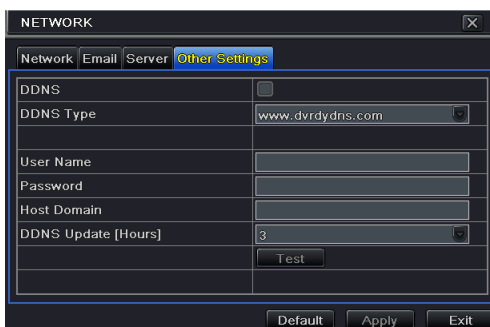 NETWORK
Network Email Server Other Settings
DDNS
DDNS Type www.dvrdydns.com
User Name
Password
Host Domain
DDNS Update [Hours] 3
Test
Default Apply Exit